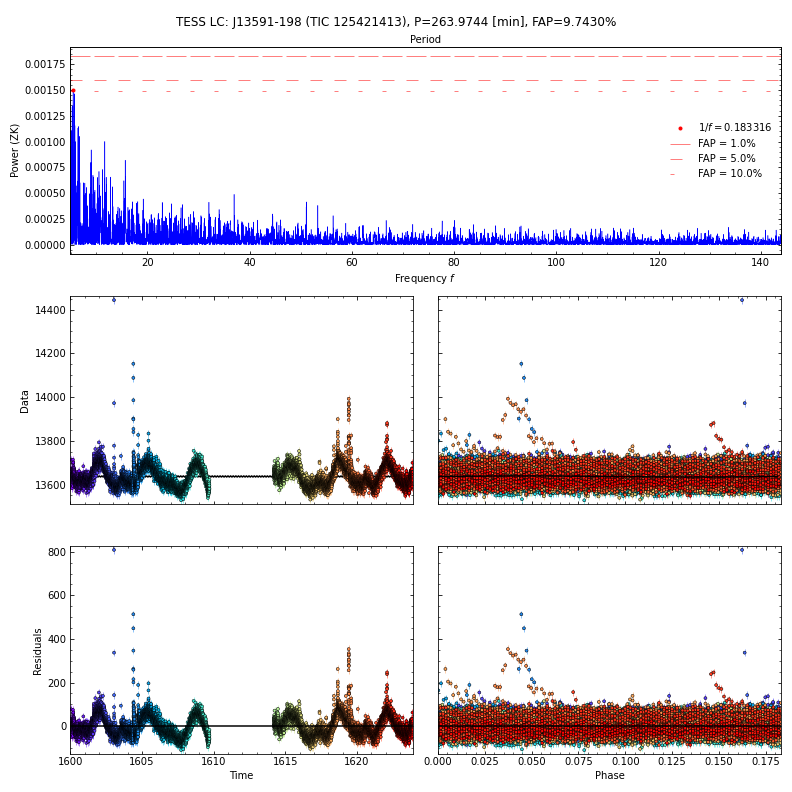 TESS LC: J13591-198 (TIC 125421413), P=263.9744 [min], FAP=9.7430%
Period
Power (ZK)
0.00175
0.00150
0.00125
0.00100
0.00075
0.00050
0.00025
0.00000
1/f=0.183316
FAP = 1.0%
FAP = 5.0%
FAP = 10.0%
20 40 60 80 100 120 140
Frequency f
Data
14400
14200
14000
13800
13600
Residuals
800
600
400
200
0
1600 1605 1610 1615 1620
Time
0.000 0.025 0.050 0.075 0.100 0.125 0.150 0.175
Phase